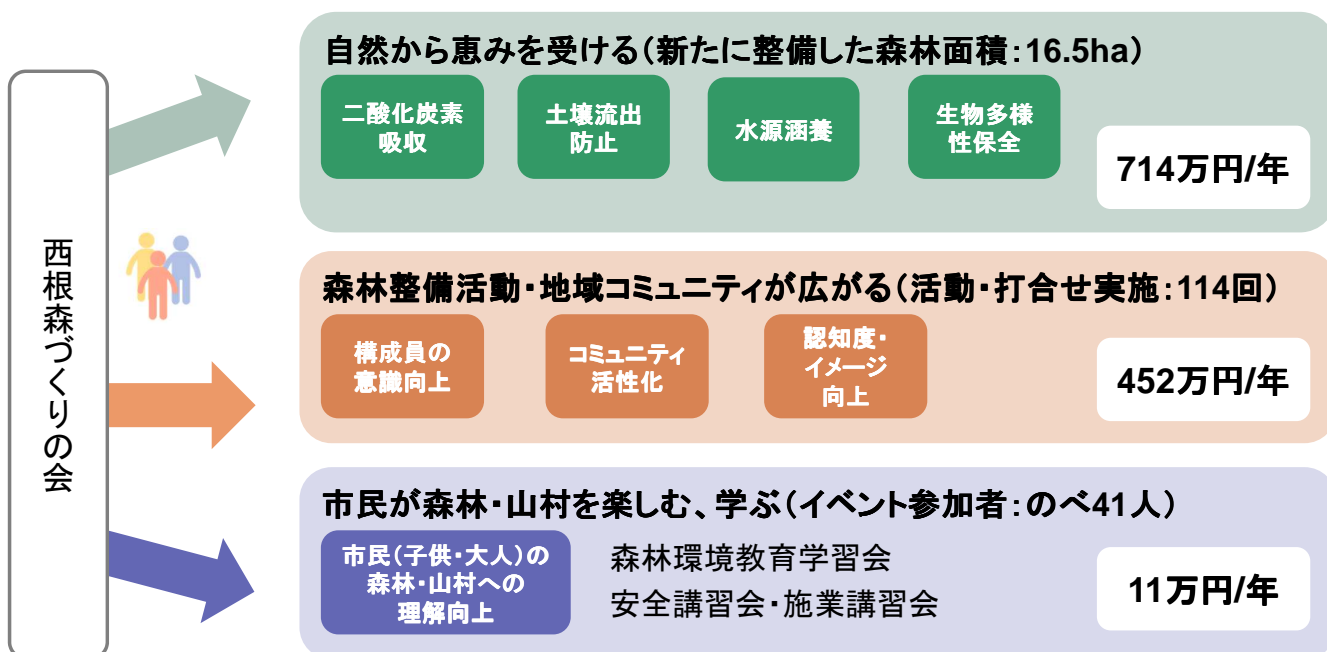 西根森づくりの会
自然から恵みを受ける（新たに整備した森林面積：16.5ha）
二酸化炭素
吸収
土壌流出
防止
水源涵養
生物多様
性保全
714万円/年
森林整備活動・地域コミュニティが広がる（活動・打合せ実施：114回）
構成員の
意識向上
コミュニティ
活性化
認知度・
イメージ
向上
452万円/年
市民が森林・山村を楽しむ、学ぶ（イベント参加者：のべ41人）
市民（子供・大人）の
森林・山村への
理解向上
森林環境教育学習会
安全講習会・施業講習会
11万円/年